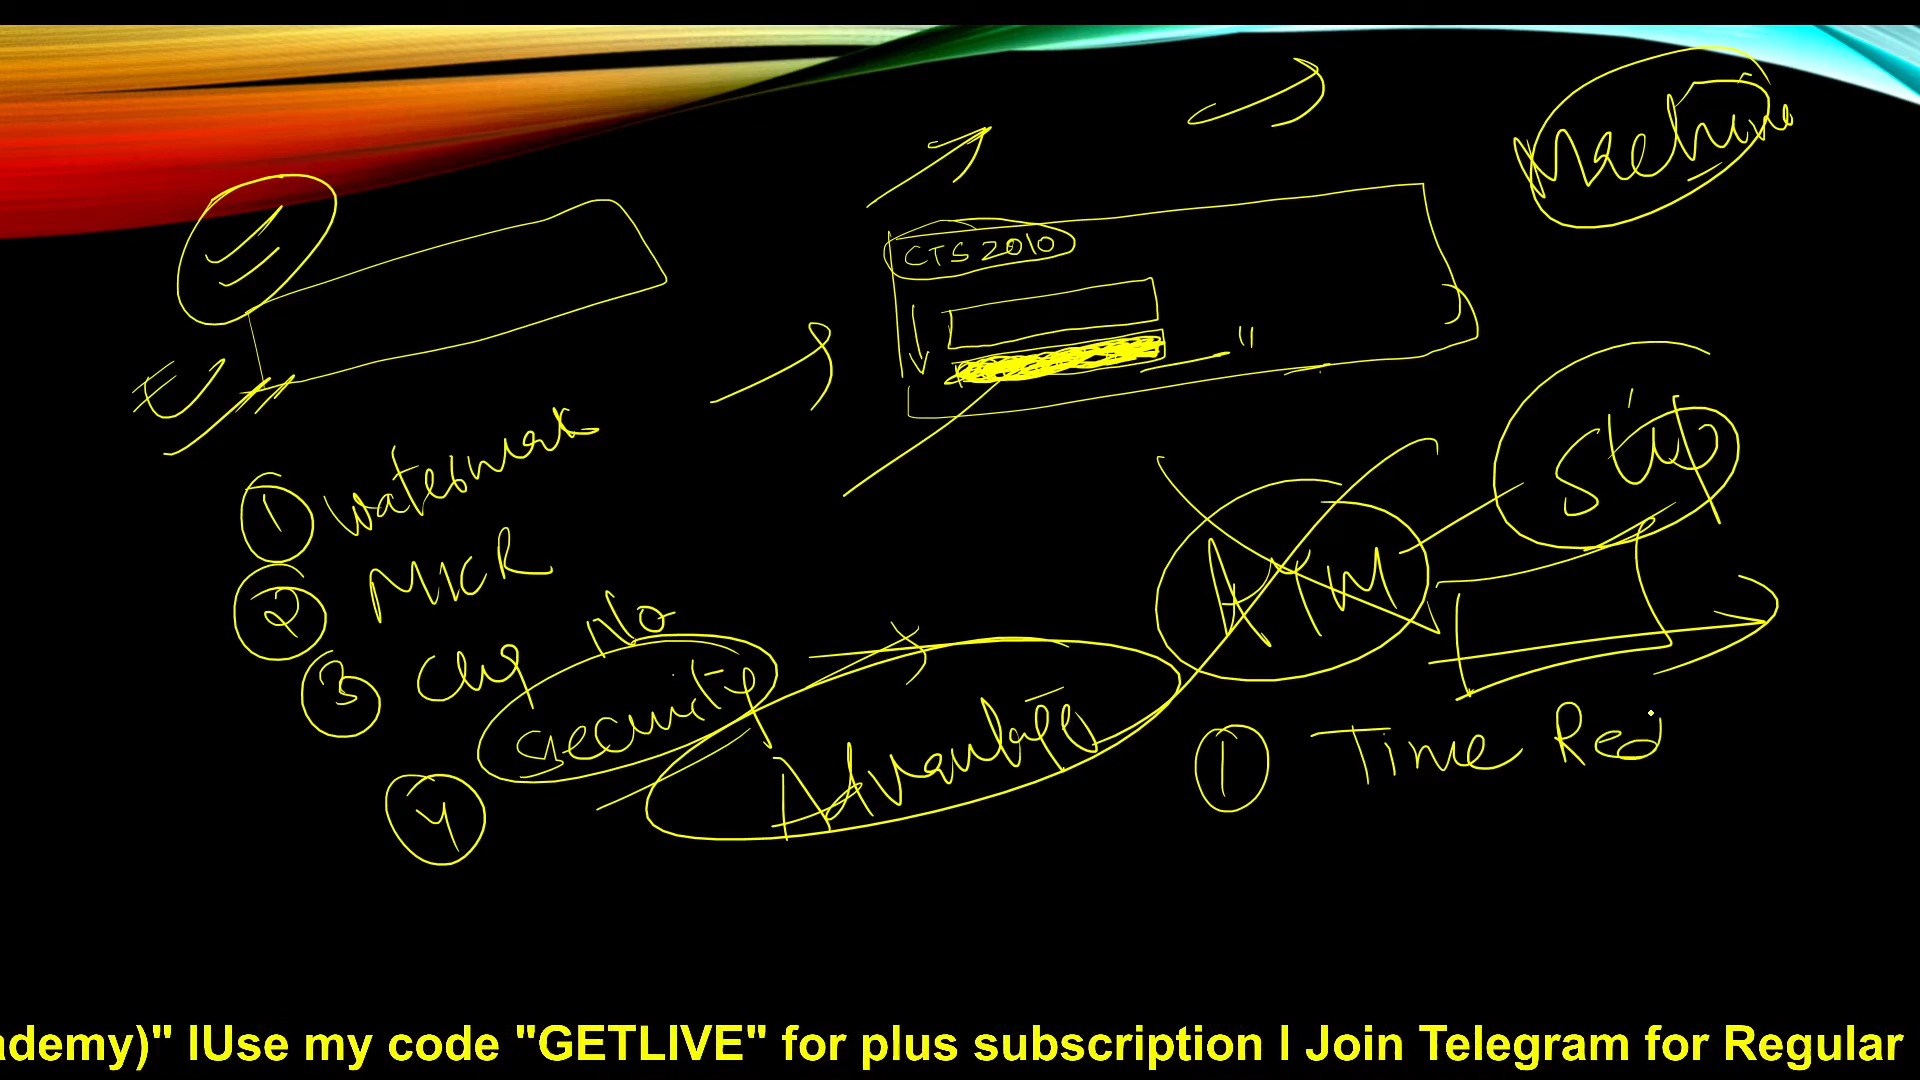 Machine
CTS 2010
"
Slip
① Watermark
② MICR
ATM
③ Chq No
Security
④
Advantage
① Time Red
ademy)" IUse my code "GETLIVE" for plus subscription I Join Telegram for Regular